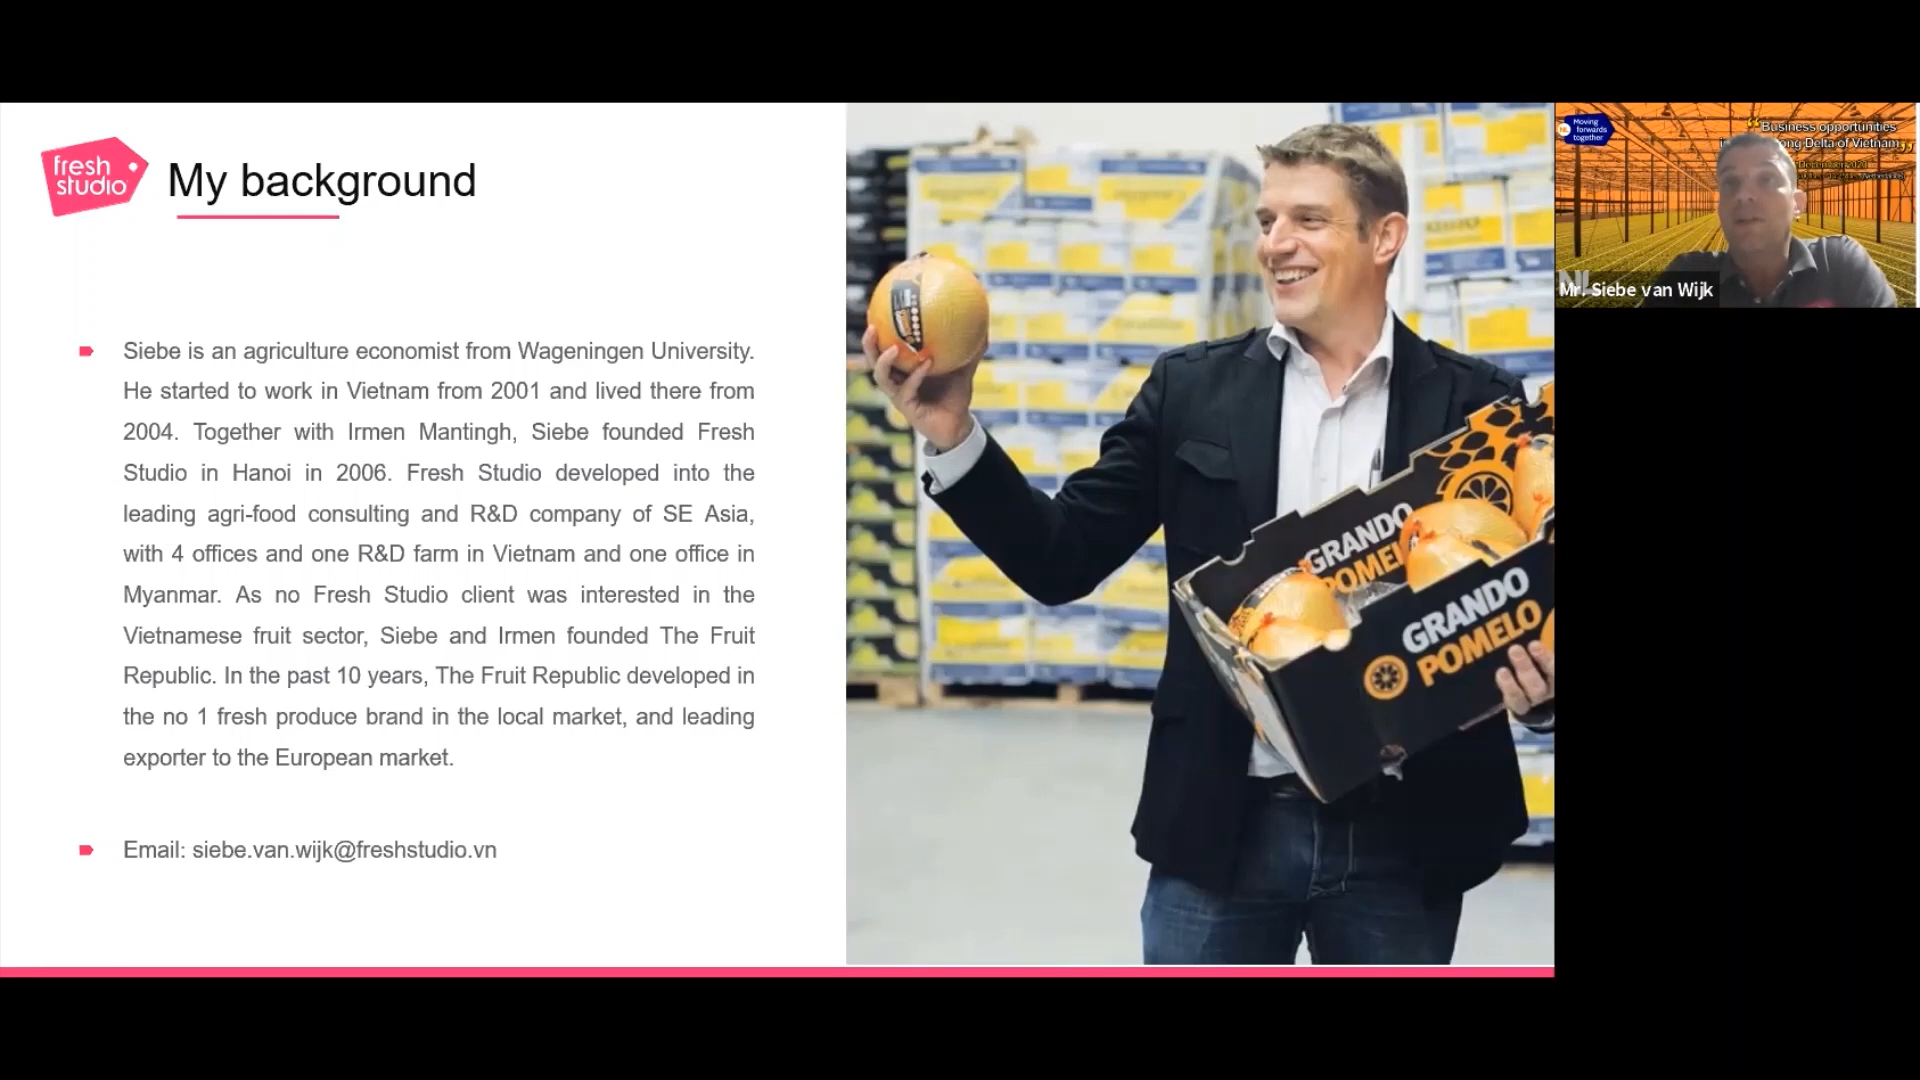 fresh
studio
My background
Siebe is an agriculture economist from Wageningen University.
He started to work in Vietnam from 2001 and lived there from
2004. Together with Irmen Mantingh, Siebe founded Fresh
Studio in Hanoi in 2006. Fresh Studio developed into the
leading agri-food consulting and R&D company of SE Asia,
with 4 offices and one R&D farm in Vietnam and one office in
Myanmar. As no Fresh Studio client was interested in the
Vietnamese fruit sector, Siebe and Irmen founded The Fruit
Republic. In the past 10 years, The Fruit Republic developed in
the no 1 fresh produce brand in the local market, and leading
exporter to the European market.
Email: siebe.van.wijk@freshstudio.vn
GRANDO
POMEL
GRANDO
POMELO
NL
Moving
forwards
together
Business opportunities
ong Delta of Vietnam
Mr. Siebe van Wijk